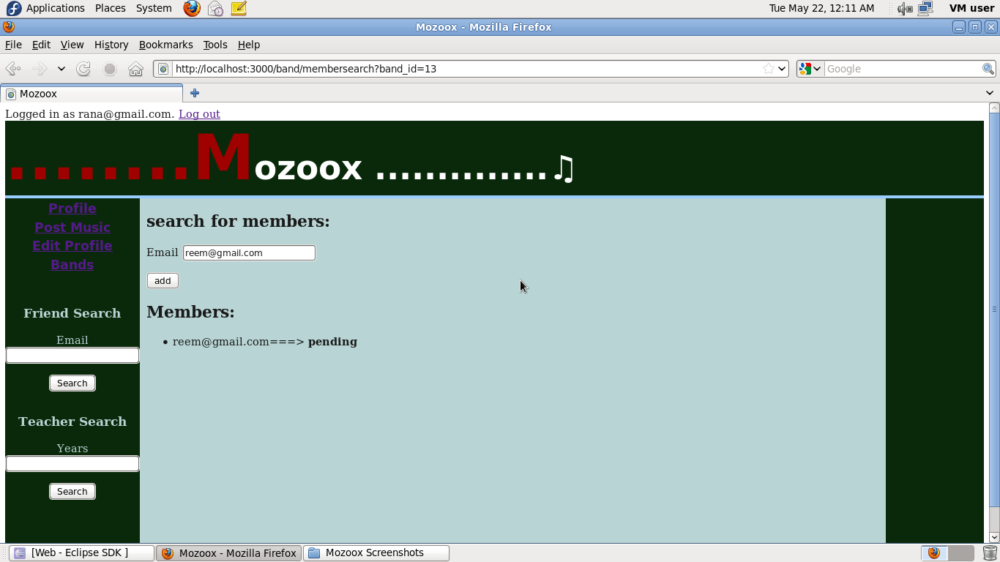 Applications Places System Tue May 22, 12:11 AM VM user
Mozoox - Mozilla Firefox
File Edit View History Bookmarks Tools Help
http://localhost:3000/band/membersearch?band_id=13 Google
Mozoox
Logged in as rana@gmail.com. Log out
........Mozoox ..............♫
Profile
Post Music
Edit Profile
Bands
Friend Search
Email
Search
Teacher Search
Years
Search
search for members:
Email reem@gmail.com
add
Members:
• reem@gmail.com===> pending
[Web - Eclipse SDK ] Mozoox - Mozilla Firefox Mozoox Screenshots